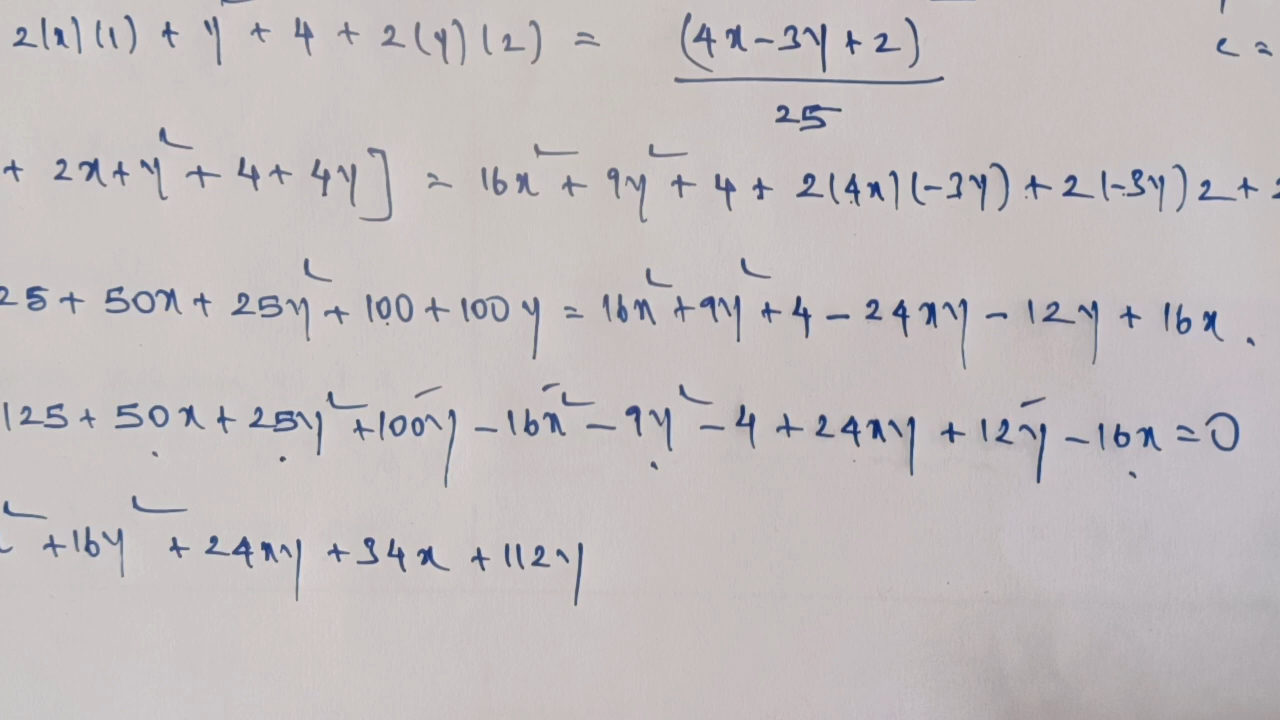 2(x)(1) + y² + 4 + 2(y)(2) = (4x-3y+2)
c =
25
+ 2x + y² + 4 + 4y] = 16x² + 9y² + 4 + 2(4x)(-3y) + 2(-3y)2 +
25 + 50x + 25y² + 100 + 100y = 16x² + 9y² + 4 - 24xy - 12y + 16x.
125 + 50x + 25y² + 100y - 16x² - 9y² - 4 + 24xy + 12y - 16x = 0
² + 16y² + 24xy + 34x + 112y